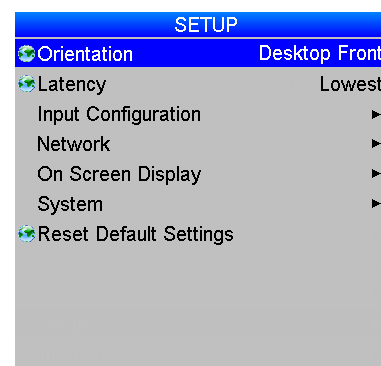 SETUP
Orientation Desktop Front
Latency Lowest
Input Configuration
Network
On Screen Display
System
Reset Default Settings